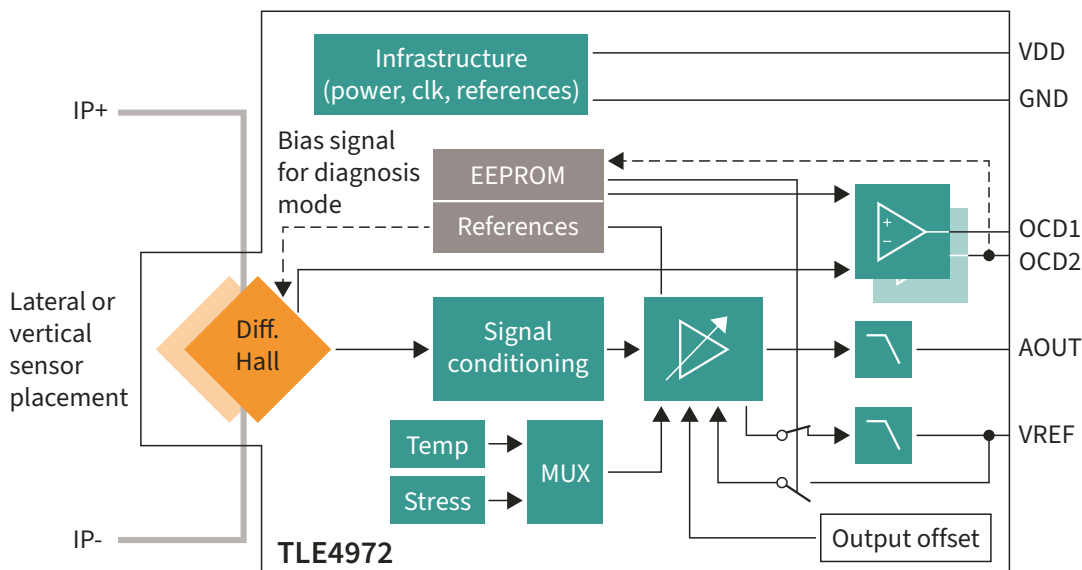 Infrastructure
(power, clk, references)
VDD
GND
IP+
Bias signal
for diagnosis
mode
EEPROM
References
+
−
OCD1
OCD2
Lateral or
vertical
sensor
placement
Diff.
Hall
Signal
conditioning
AOUT
Temp
Stress
MUX
VREF
Output offset
IP-
TLE4972